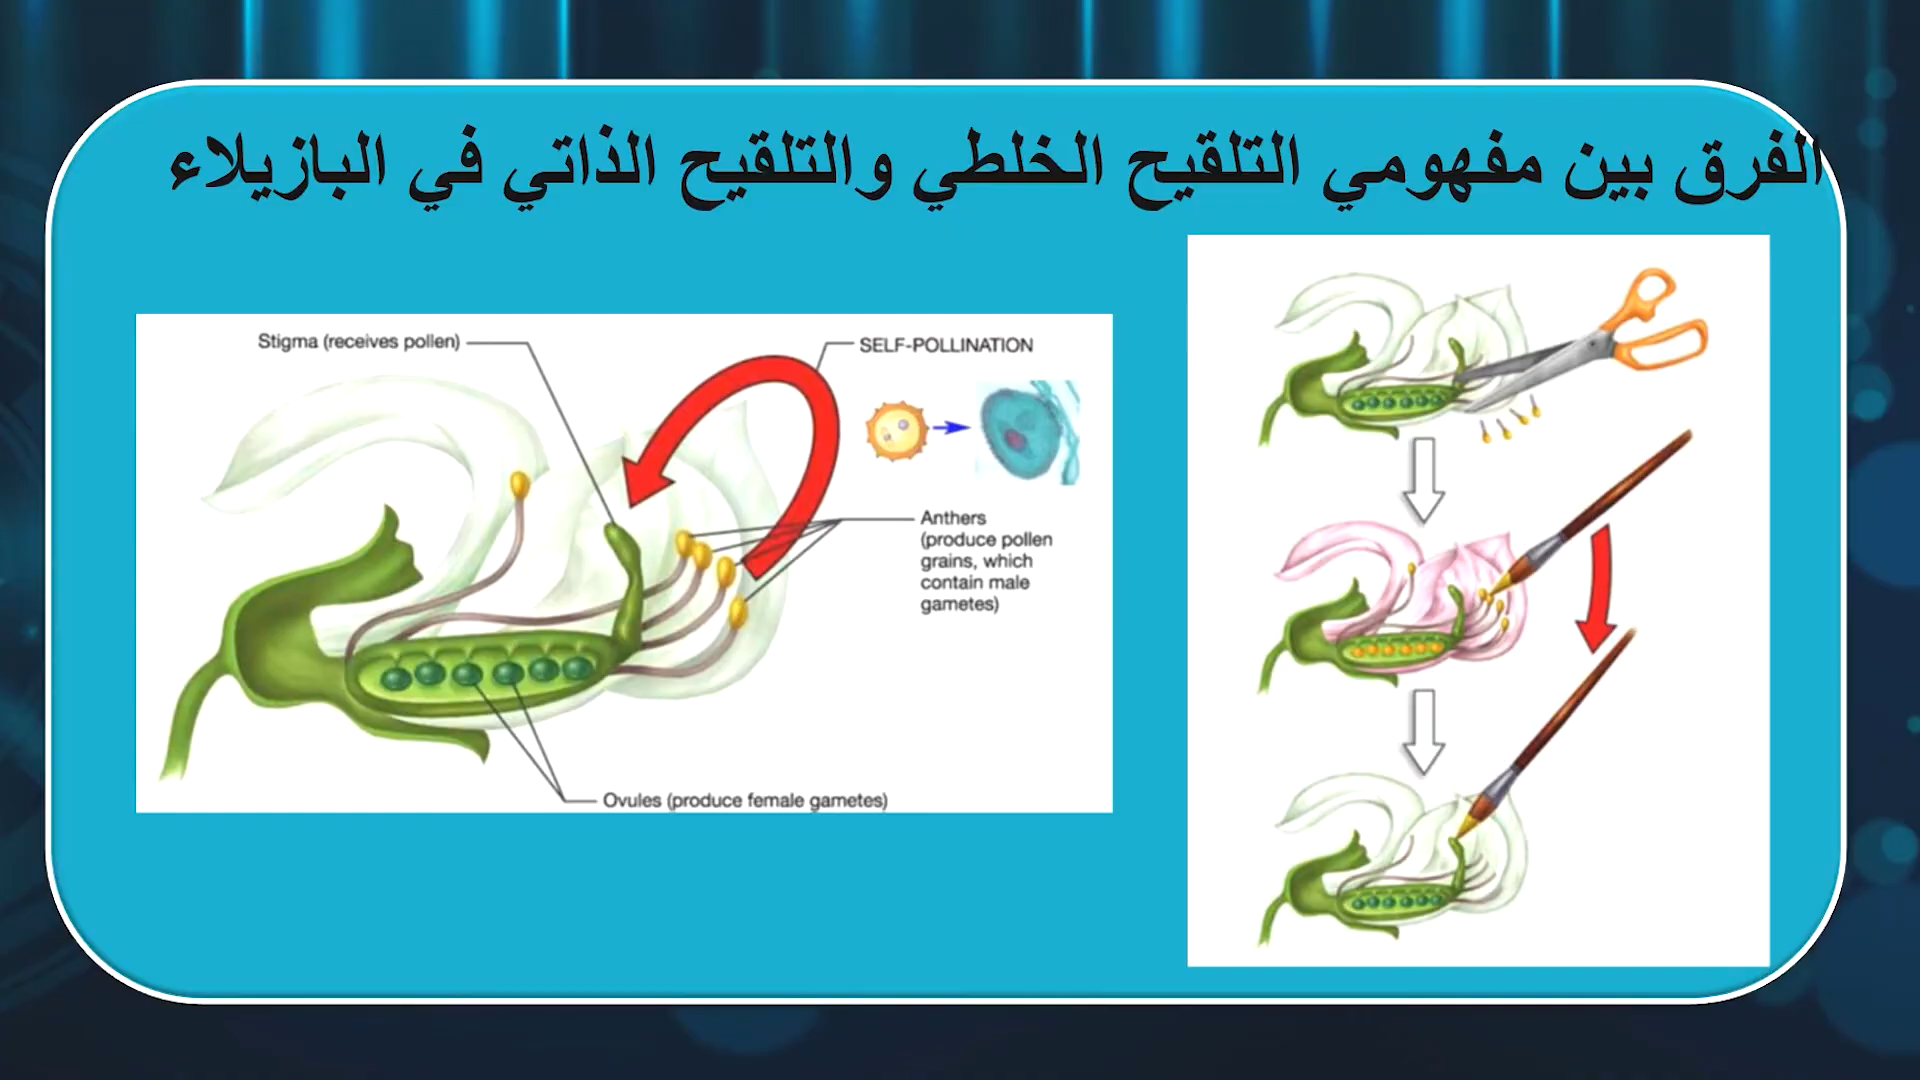 الفرق بين مفهومي التلقيح الخلطي والتلقيح الذاتي في البازيلاء
Stigma (receives pollen)
SELF-POLLINATION
Anthers
(produce pollen
grains, which
contain male
gametes)
Ovules (produce female gametes)